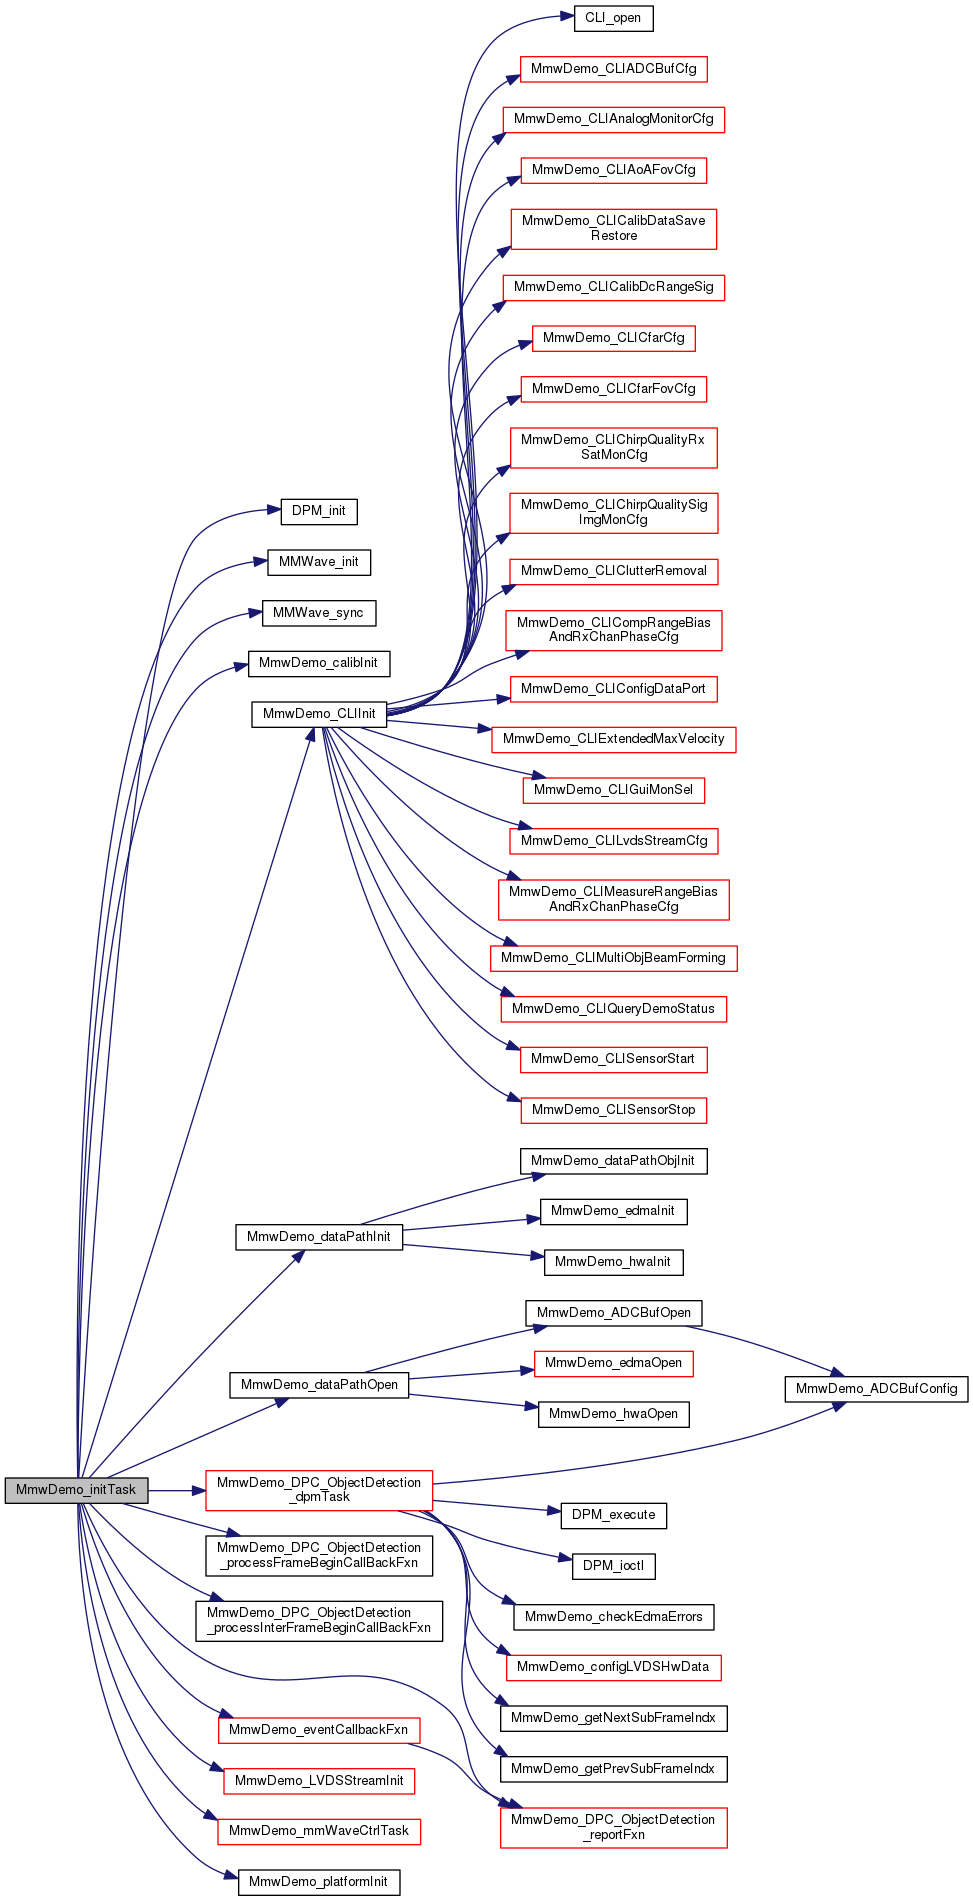 CLI_open
MmwDemo_CLIADCBufCfg
MmwDemo_CLIAnalogMonitorCfg
MmwDemo_CLIAoAFovCfg
MmwDemo_CLICalibDataSave
Restore
MmwDemo_CLICalibDcRangeSig
MmwDemo_CLICfarCfg
MmwDemo_CLICfarFovCfg
MmwDemo_CLIChirpQualityRx
SatMonCfg
MmwDemo_CLIChirpQualitySig
ImgMonCfg
DPM_init
MMWave_init
MmwDemo_CLIClutterRemoval
MMWave_sync
MmwDemo_CLICompRangeBias
AndRxChanPhaseCfg
MmwDemo_calibInit
MmwDemo_CLIConfigDataPort
MmwDemo_CLIInit
MmwDemo_CLIExtendedMaxVelocity
MmwDemo_CLIGuiMonSel
MmwDemo_CLILvdsStreamCfg
MmwDemo_CLIMeasureRangeBias
AndRxChanPhaseCfg
MmwDemo_CLIMultiObjBeamForming
MmwDemo_CLIQueryDemoStatus
MmwDemo_CLISensorStart
MmwDemo_CLISensorStop
MmwDemo_dataPathObjInit
MmwDemo_edmaInit
MmwDemo_dataPathInit
MmwDemo_hwaInit
MmwDemo_ADCBufOpen
MmwDemo_edmaOpen
MmwDemo_dataPathOpen
MmwDemo_ADCBufConfig
MmwDemo_hwaOpen
MmwDemo_initTask
MmwDemo_DPC_ObjectDetection
_dpmTask
DPM_execute
MmwDemo_DPC_ObjectDetection
_processFrameBeginCallBackFxn
DPM_ioctl
MmwDemo_DPC_ObjectDetection
_processInterFrameBeginCallBackFxn
MmwDemo_checkEdmaErrors
MmwDemo_configLVDSHwData
MmwDemo_getNextSubFrameIndx
MmwDemo_eventCallbackFxn
MmwDemo_getPrevSubFrameIndx
MmwDemo_LVDSStreamInit
MmwDemo_DPC_ObjectDetection
_reportFxn
MmwDemo_mmWaveCtrlTask
MmwDemo_platformInit